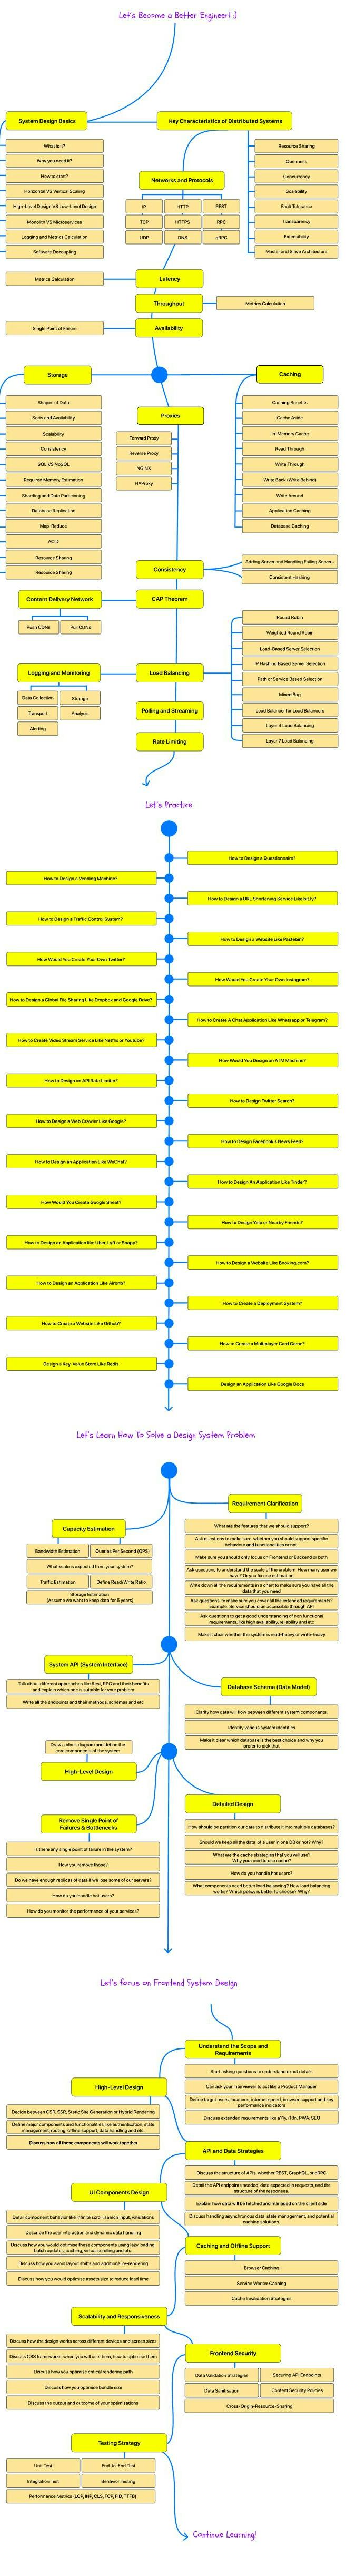 Let's Become a Better Engineer! :)
System Design Basics
What is it?
Why you need it?
How to start?
Horizontal VS Vertical Scaling
High-Level Design VS Low-Level Design
Monolith VS Microservices
Logging and Metrics Calculation
Software Decoupling
Key Characteristics of Distributed Systems
Resource Sharing
Openness
Concurrency
Scalability
Fault Tolerance
Transparency
Extensibility
Master and Slave Architecture
Networks and Protocols
IP
HTTP
REST
TCP
HTTPS
RPC
UDP
DNS
gRPC
Metrics Calculation
Latency
Throughput
Metrics Calculation
Single Point of Failure
Availability
Storage
Shapes of Data
Sorts and Availability
Scalability
Consistency
SQL VS NoSQL
Required Memory Estimation
Sharding and Data Particioning
Database Replication
Map-Reduce
ACID
Resource Sharing
Resource Sharing
Caching
Caching Benefits
Cache Aside
In-Memory Cache
Read Through
Write Through
Write Back (Write Behind)
Write Around
Application Caching
Database Caching
Proxies
Forward Proxy
Reverse Proxy
NGINX
HAProxy
Consistency
Adding Server and Handling Failing Servers
Consistent Hashing
Content Delivery Network
Push CDNs
Pull CDNs
CAP Theorem
Logging and Monitoring
Data Collection
Storage
Transport
Analysis
Alerting
Load Balancing
Round Robin
Weighted Round Robin
Load-Based Server Selection
IP Hashing Based Server Selection
Path or Service Based Selection
Mixed Bag
Load Balancor for Load Balancers
Layer 4 Load Balancing
Layer 7 Load Balancing
Polling and Streaming
Rate Limiting
Let's Practice
How to Design a Questionnaire?
How to Design a Vending Machine?
How to Design a URL Shortening Service Like bit.ly?
How to Design a Traffic Control System?
How to Design a Website Like Pastebin?
How Would You Create Your Own Twitter?
How Would You Create Your Own Instagram?
How to Design a Global File Sharing Like Dropbox and Google Drive?
How to Create A Chat Application Like Whatsapp or Telegram?
How to Create Video Stream Service Like Netflix or Youtube?
How Would You Design an ATM Machine?
How to Design an API Rate Limiter?
How to Design Twitter Search?
How to Design a Web Crawler Like Google?
How to Design Facebook's News Feed?
How to Design an Application Like WeChat?
How to Design An Application Like Tinder?
How Would You Create Google Sheet?
How to Design Yelp or Nearby Friends?
How to Design an Application like Uber, Lyft or Snapp?
How to Design a Website Like Booking.com?
How to Design an Application Like Airbnb?
How to Create a Deployment System?
How to Create a Website Like Github?
How to Create a Multiplayer Card Game?
Design a Key-Value Store Like Redis
Design an Application Like Google Docs
Let's Learn How To Solve a Design System Problem
Requirement Clarification
What are the features that we should support?
Ask questions to make sure whether you should support specific
behaviour and functionalities or not
Make sure you should only focus on Frontend or Backend or both
Ask questions to understand the scale of the problem. How many user we
have? Or you fo one estimation
Write down all the requirements in a chart to make sure you have all the
data that you need
Ask questions to make sure you cover all the extended requirements?
Example: Service should be accessible through API
Ask questions to get a good understanding of non functional
requirements, like high availability, reliability and etc
Make it clear whether the system is read-heavy or write-heavy
Capacity Estimation
Bandwidth Estimation
Queries Per Second (QPS)
What scale is expected from your system?
Traffic Estimation
Define Read/Write Ratio
Storage Estimation
(Assume we want to keep data for 5 years)
System API (System Interface)
Talk about different approaches like Rest, RPC and their benefits
and explain which one is suitable for your problem
Write all the endpoints and their methods, schemas and etc
Database Schema (Data Model)
Clarify how data will flow between different system components.
Identify various system identities
Make it clear which database is the best choice and why you
prefer to pick that
Draw a block diagram and define the
core components of the system
High-Level Design
Detailed Design
How should be partition our data to distribute it into multiple databases?
Should we keep all the data of a user in one DB or not? Why?
What are the cache strategies that you will use?
Why you need to use cache?
How do you handle hot users?
What components need better load balancing? How load balancing
works? Which policy is better to choose? Why?
Remove Single Point of
Failures & Bottlenecks
Is there any single point of failure in the system?
How you remove those?
Do we have enough replicas of data if we lose some of our servers?
How do you handle hot users?
How do you monitor the performance of your services?
Let's focus on Frontend System Design
Understand the Scope and
Requirements
Start asking questions to understand exact details
Can ask your interviewer to act like a Product Manager
Define target users, locations, internet speed, browser support and key
performance indicators
Discuss extended requirements like a11y, i18n, PWA, SEO
High-Level Design
Decide between CSR, SSR, Static Site Generation or Hybrid Rendering
Define major components and functionalities like authentication, state
management, routing, offline support, data handling and etc.
Discuss how all these components will work together
API and Data Strategies
Discuss the structure of APIs, whether REST, GraphQL, or gRPC
Detail the API endpoints needed, data expected in requests, and the
structure of the responses.
Explain how data will be fetched and managed on the client side
Discuss handling asynchronous data, state management, and potential
caching solutions.
UI Components Design
Detail component behavior like infinite scroll, search input, validations
Describe the user interaction and dynamic data handling
Discuss how you would optimise these components using lazy loading,
batch updates, caching, virtual scrolling and etc.
Discuss how you avoid layout shifts and additional re-rendering
Discuss how you would optimise assets size to reduce load time
Caching and Offline Support
Browser Caching
Service Worker Caching
Cache Invalidation Strategies
Scalability and Responsiveness
Discuss how the design works across different devices and screen sizes
Discuss CSS frameworks, when you will use them, how to optimise them
Discuss how you optimise critical rendering path
Discuss how you optimise bundle size
Discuss the output and outcome of your optimisations
Frontend Security
Data Validation Strategies
Securing API Endpoints
Data Sanitisation
Content Security Policies
Cross-Origin-Resource-Sharing
Testing Strategy
Unit Test
End-to-End Test
Integration Test
Behavior Testing
Performance Metrics (LCP, INP, CLS, FCP, FID, TTFB)
Continue Learning!